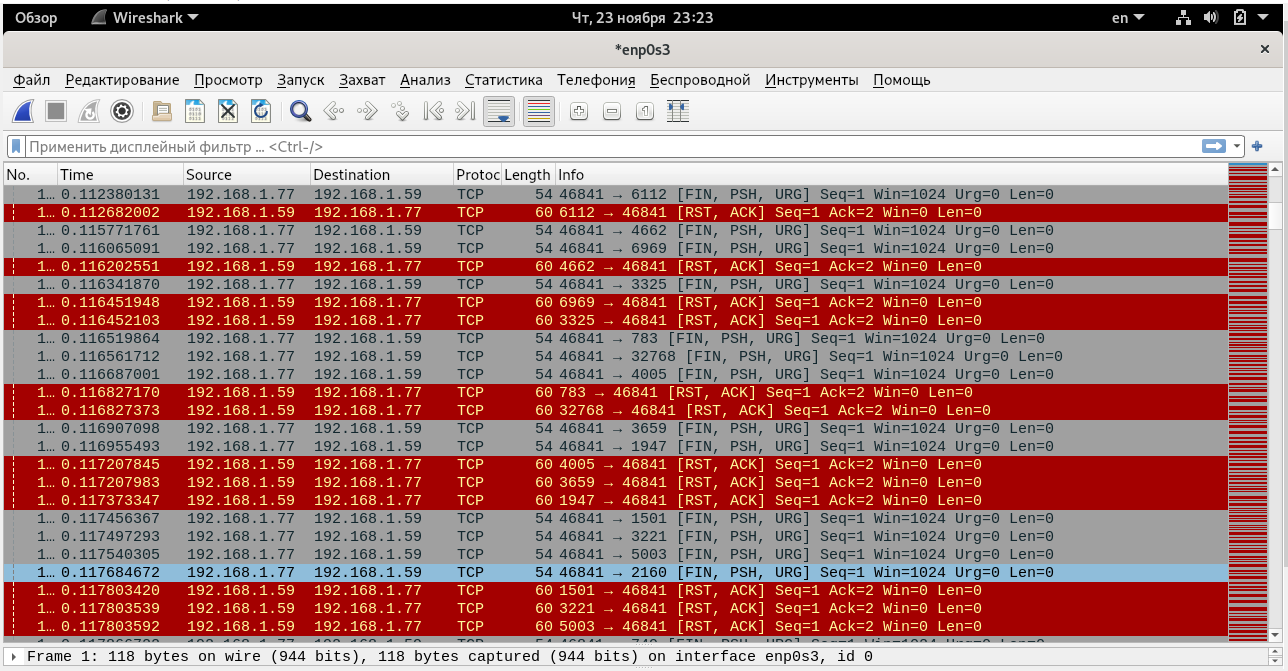 Обзор Wireshark Чт, 23 ноября 23:23 en
*enp0s3
Файл Редактирование Просмотр Запуск Захват Анализ Статистика Телефония Беспроводной Инструменты Помощь
Применить дисплейный фильтр ... <Ctrl-/>
No. Time Source Destination Protoc Length Info
1… 0.112380131 192.168.1.77 192.168.1.59 TCP 54 46841 → 6112 [FIN, PSH, URG] Seq=1 Win=1024 Urg=0 Len=0
1… 0.112682002 192.168.1.59 192.168.1.77 TCP 60 6112 → 46841 [RST, ACK] Seq=1 Ack=2 Win=0 Len=0
1… 0.115771761 192.168.1.77 192.168.1.59 TCP 54 46841 → 4662 [FIN, PSH, URG] Seq=1 Win=1024 Urg=0 Len=0
1… 0.116065091 192.168.1.77 192.168.1.59 TCP 54 46841 → 6969 [FIN, PSH, URG] Seq=1 Win=1024 Urg=0 Len=0
1… 0.116202551 192.168.1.59 192.168.1.77 TCP 60 4662 → 46841 [RST, ACK] Seq=1 Ack=2 Win=0 Len=0
1… 0.116341870 192.168.1.77 192.168.1.59 TCP 54 46841 → 3325 [FIN, PSH, URG] Seq=1 Win=1024 Urg=0 Len=0
1… 0.116451948 192.168.1.59 192.168.1.77 TCP 60 6969 → 46841 [RST, ACK] Seq=1 Ack=2 Win=0 Len=0
1… 0.116452103 192.168.1.59 192.168.1.77 TCP 60 3325 → 46841 [RST, ACK] Seq=1 Ack=2 Win=0 Len=0
1… 0.116519864 192.168.1.77 192.168.1.59 TCP 54 46841 → 783 [FIN, PSH, URG] Seq=1 Win=1024 Urg=0 Len=0
1… 0.116561712 192.168.1.77 192.168.1.59 TCP 54 46841 → 32768 [FIN, PSH, URG] Seq=1 Win=1024 Urg=0 Len=0
1… 0.116687001 192.168.1.77 192.168.1.59 TCP 54 46841 → 4005 [FIN, PSH, URG] Seq=1 Win=1024 Urg=0 Len=0
1… 0.116827170 192.168.1.59 192.168.1.77 TCP 60 783 → 46841 [RST, ACK] Seq=1 Ack=2 Win=0 Len=0
1… 0.116827373 192.168.1.59 192.168.1.77 TCP 60 32768 → 46841 [RST, ACK] Seq=1 Ack=2 Win=0 Len=0
1… 0.116907098 192.168.1.77 192.168.1.59 TCP 54 46841 → 3659 [FIN, PSH, URG] Seq=1 Win=1024 Urg=0 Len=0
1… 0.116955493 192.168.1.77 192.168.1.59 TCP 54 46841 → 1947 [FIN, PSH, URG] Seq=1 Win=1024 Urg=0 Len=0
1… 0.117207845 192.168.1.59 192.168.1.77 TCP 60 4005 → 46841 [RST, ACK] Seq=1 Ack=2 Win=0 Len=0
1… 0.117207983 192.168.1.59 192.168.1.77 TCP 60 3659 → 46841 [RST, ACK] Seq=1 Ack=2 Win=0 Len=0
1… 0.117373347 192.168.1.59 192.168.1.77 TCP 60 1947 → 46841 [RST, ACK] Seq=1 Ack=2 Win=0 Len=0
1… 0.117456367 192.168.1.77 192.168.1.59 TCP 54 46841 → 1501 [FIN, PSH, URG] Seq=1 Win=1024 Urg=0 Len=0
1… 0.117497293 192.168.1.77 192.168.1.59 TCP 54 46841 → 3221 [FIN, PSH, URG] Seq=1 Win=1024 Urg=0 Len=0
1… 0.117540305 192.168.1.77 192.168.1.59 TCP 54 46841 → 5003 [FIN, PSH, URG] Seq=1 Win=1024 Urg=0 Len=0
1… 0.117684672 192.168.1.77 192.168.1.59 TCP 54 46841 → 2160 [FIN, PSH, URG] Seq=1 Win=1024 Urg=0 Len=0
1… 0.117803420 192.168.1.59 192.168.1.77 TCP 60 1501 → 46841 [RST, ACK] Seq=1 Ack=2 Win=0 Len=0
1… 0.117803539 192.168.1.59 192.168.1.77 TCP 60 3221 → 46841 [RST, ACK] Seq=1 Ack=2 Win=0 Len=0
1… 0.117803592 192.168.1.59 192.168.1.77 TCP 60 5003 → 46841 [RST, ACK] Seq=1 Ack=2 Win=0 Len=0
Frame 1: 118 bytes on wire (944 bits), 118 bytes captured (944 bits) on interface enp0s3, id 0